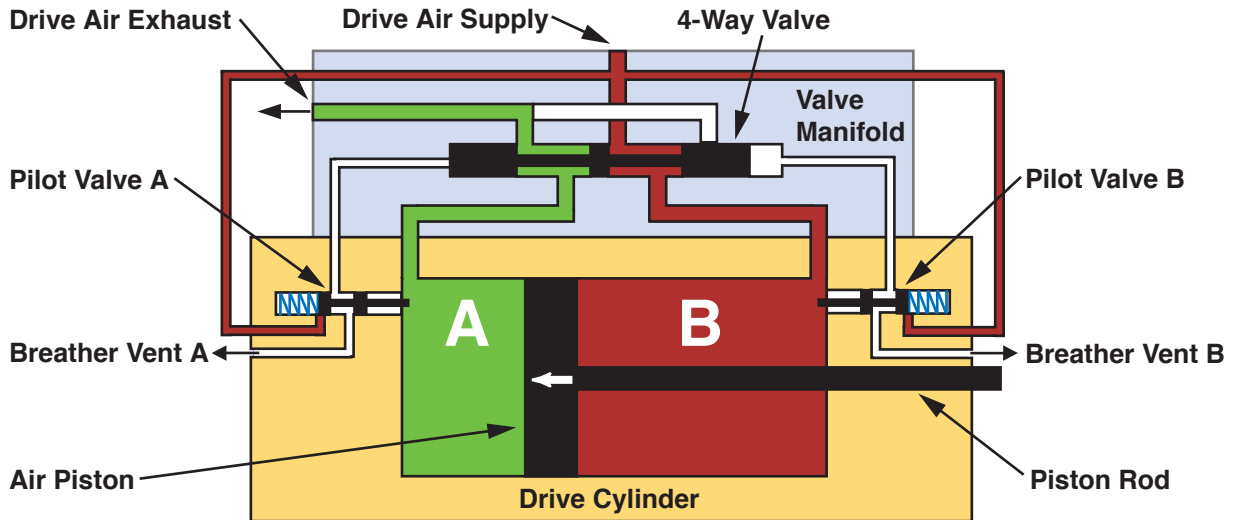 Drive Air Exhaust
Drive Air Supply
4-Way Valve
Valve
Manifold
Pilot Valve A
Pilot Valve B
A
B
Breather Vent A
Breather Vent B
Air Piston
Drive Cylinder
Piston Rod